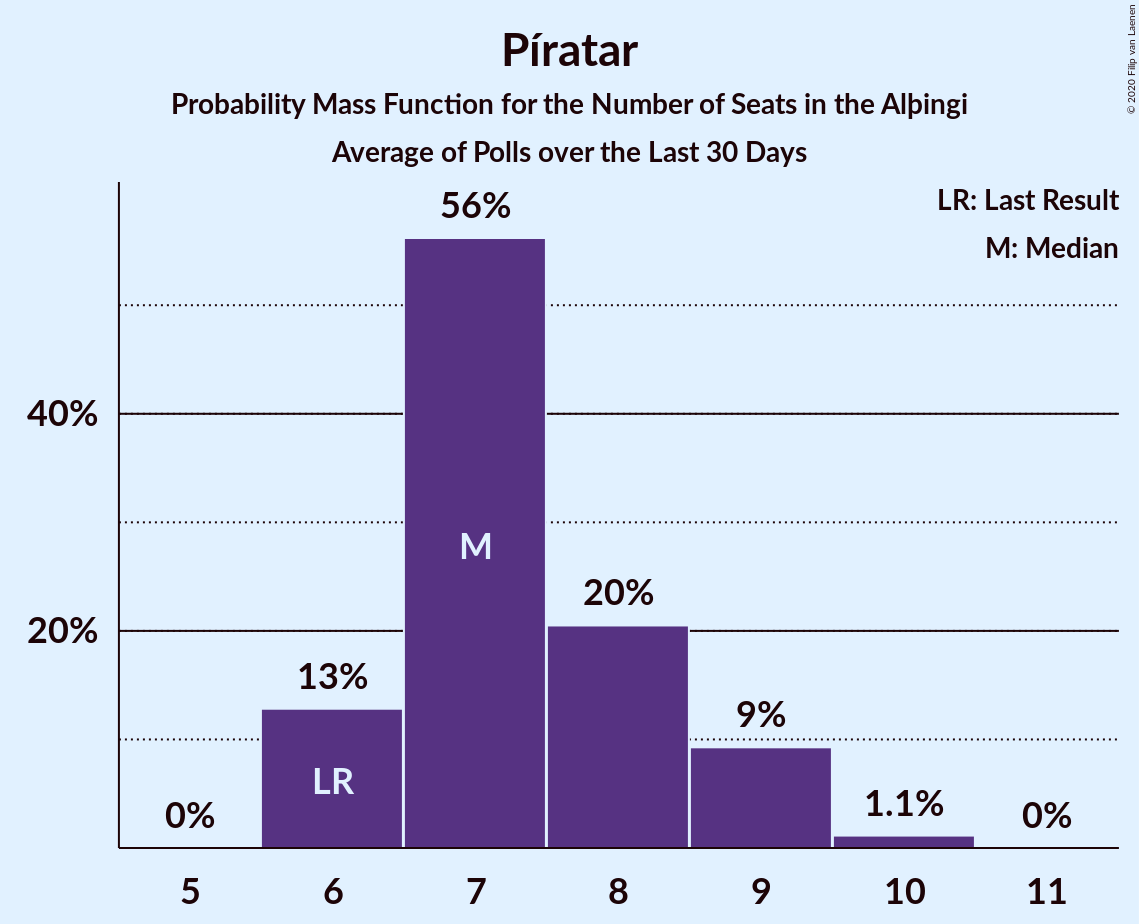 Píratar
Probability Mass Function for the Number of Seats in the Alþingi
Average of Polls over the Last 30 Days
© 2020 Filip van Laenen
LR: Last Result
M: Median
56%
40%
M
20%
20%
13%
9%
LR
1.1%
0%
0%
5 6 7 8 9 10 11